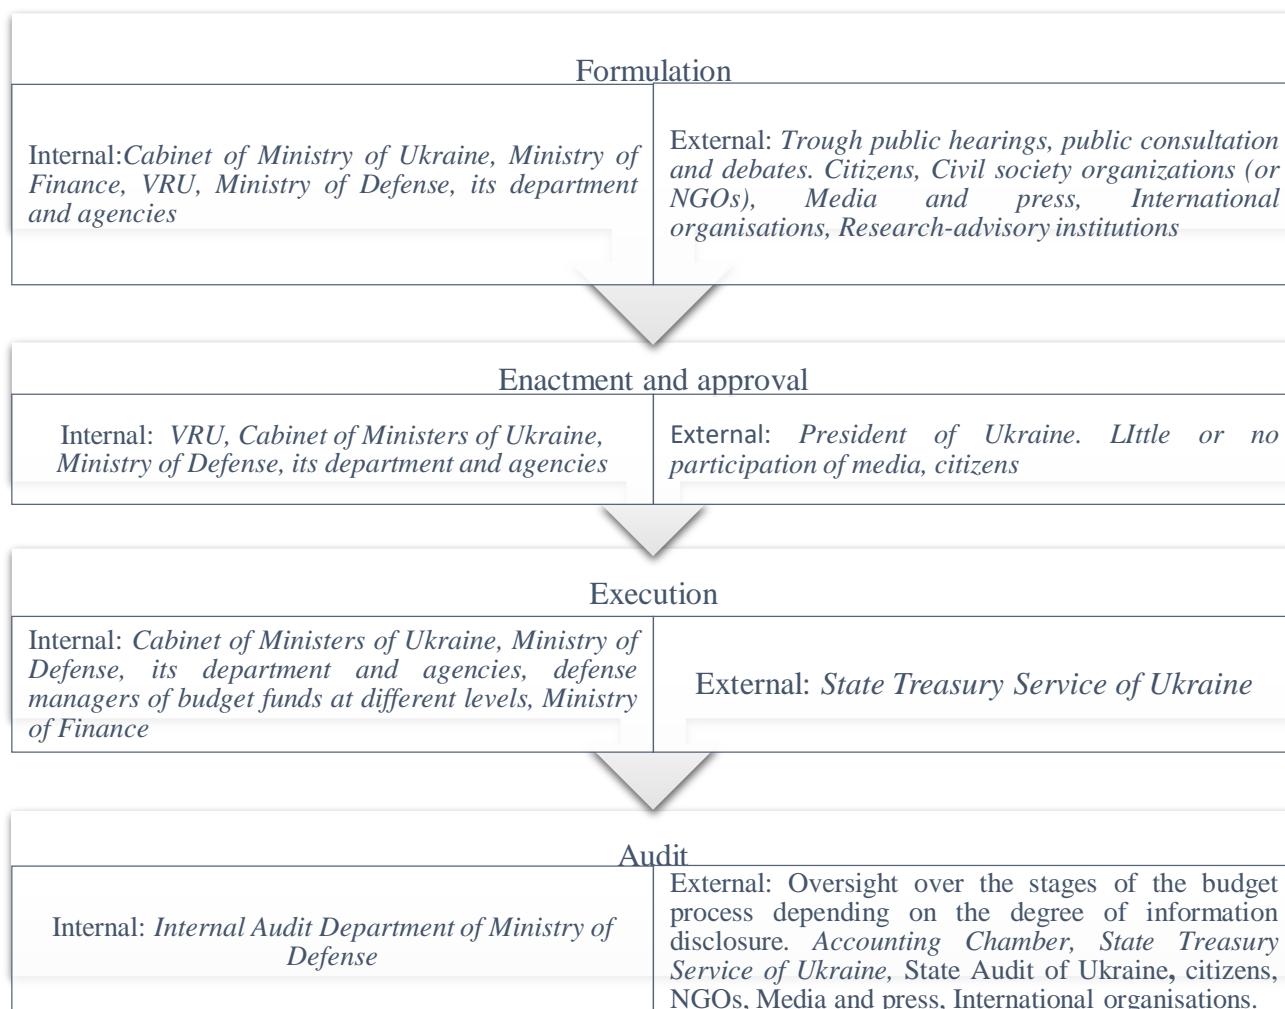 Formulation
Internal:Cabinet of Ministry of Ukraine, Ministry of
Finance, VRU, Ministry of Defense, its department
and agencies
External: Trough public hearings, public consultation
and debates. Citizens, Civil society organizations (or
NGOs), Media and press, International
organisations, Research-advisory institutions
Enactment and approval
Internal: VRU, Cabinet of Ministers of Ukraine,
Ministry of Defense, its department and agencies
External: President of Ukraine. LIttle or no
participation of media, citizens
Execution
Internal: Cabinet of Ministers of Ukraine, Ministry of
Defense, its department and agencies, defense
managers of budget funds at different levels, Ministry
of Finance
External: State Treasury Service of Ukraine
Audit
Internal: Internal Audit Department of Ministry of
Defense
External: Oversight over the stages of the budget
process depending on the degree of information
disclosure. Accounting Chamber, State Treasury
Service of Ukraine, State Audit of Ukraine, citizens,
NGOs, Media and press, International organisations.